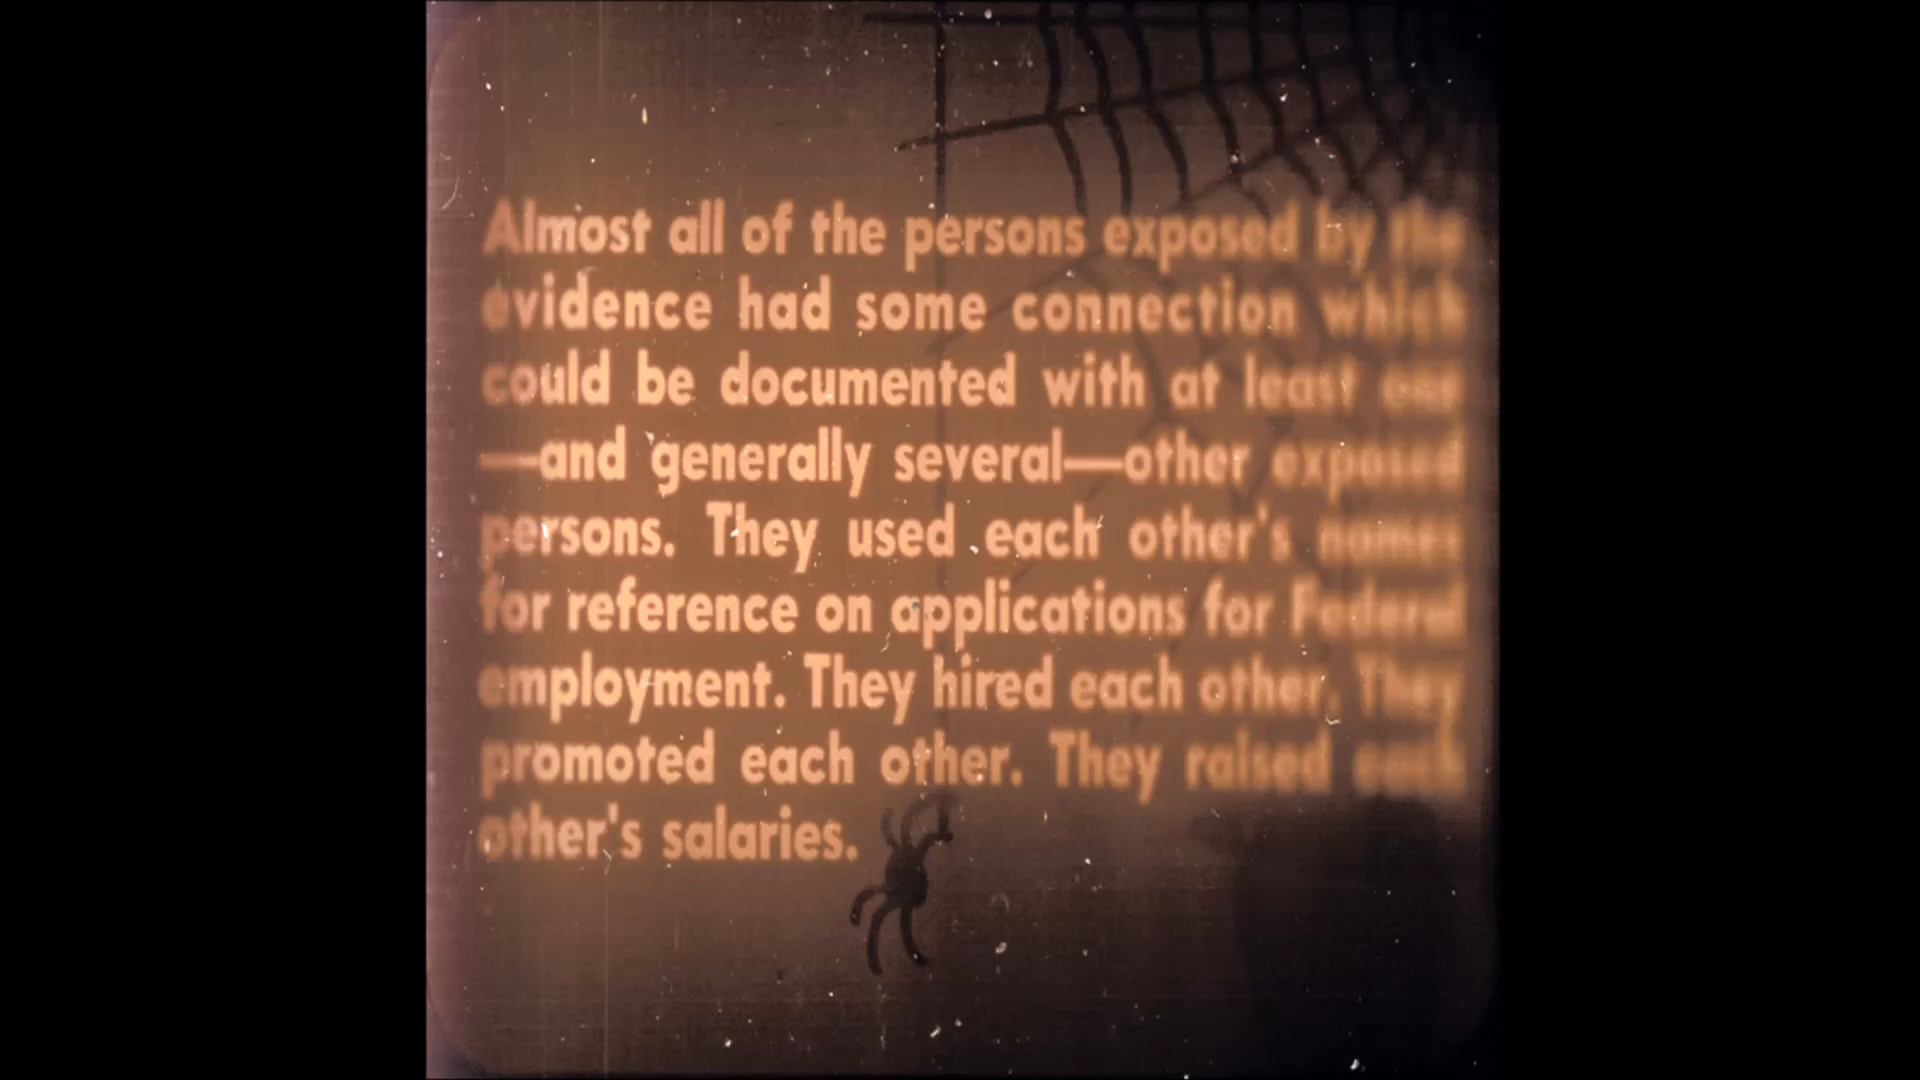 Almost all of the persons exposed by the
evidence had some connection which
could be documented with at least one
—and generally several—other exposed
persons. They used each other's names
for reference on applications for Federal
employment. They hired each other. They
promoted each other. They raised each
other's salaries.